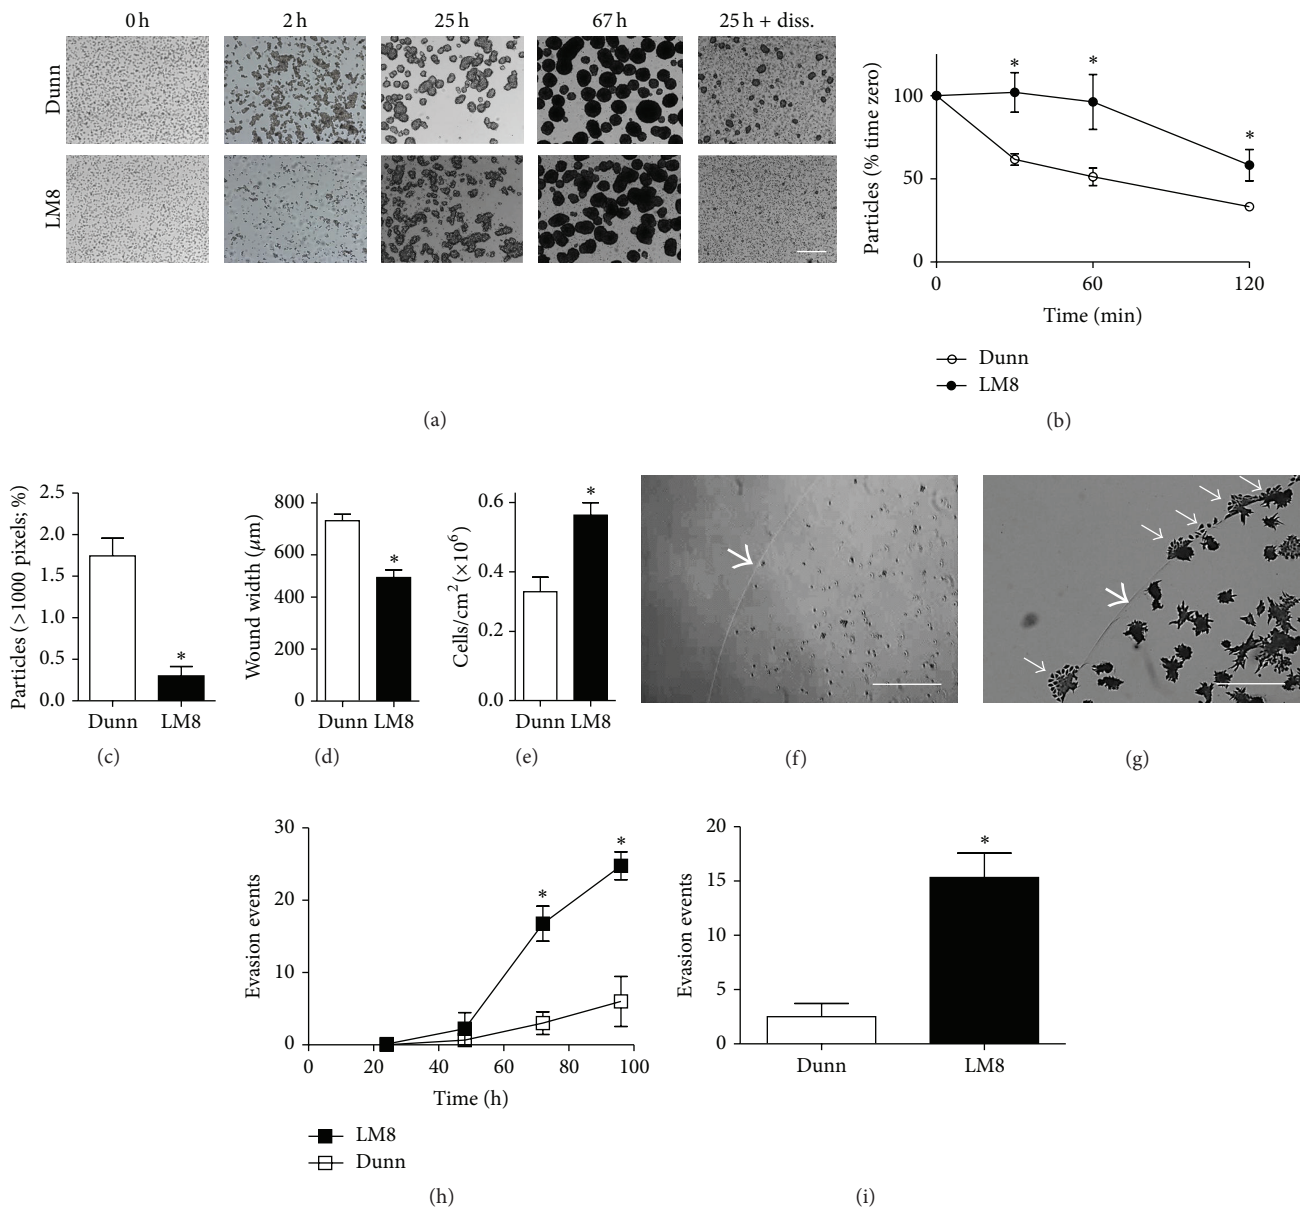 0 h 2 h 25 h 67 h 25 h + diss.
Dunn
LM8
(a)
Particles (% time zero)
100
50
0
* * *
0 60 120
Time (min)
Dunn
LM8
(b)
Particles (>1000 pixels; %)
2.5
2.0
1.5
1.0
0.5
0.0
*
Dunn LM8
(c)
Wound width (μm)
800
600
400
200
0
*
Dunn LM8
(d)
Cells/cm² (×10⁶)
0.6
0.4
0.2
0.0
*
Dunn LM8
(e)
(f)
(g)
Evasion events
30
20
10
0
* *
0 20 40 60 80 100
Time (h)
LM8
Dunn
(h)
Evasion events
20
15
10
5
0
*
Dunn LM8
(i)